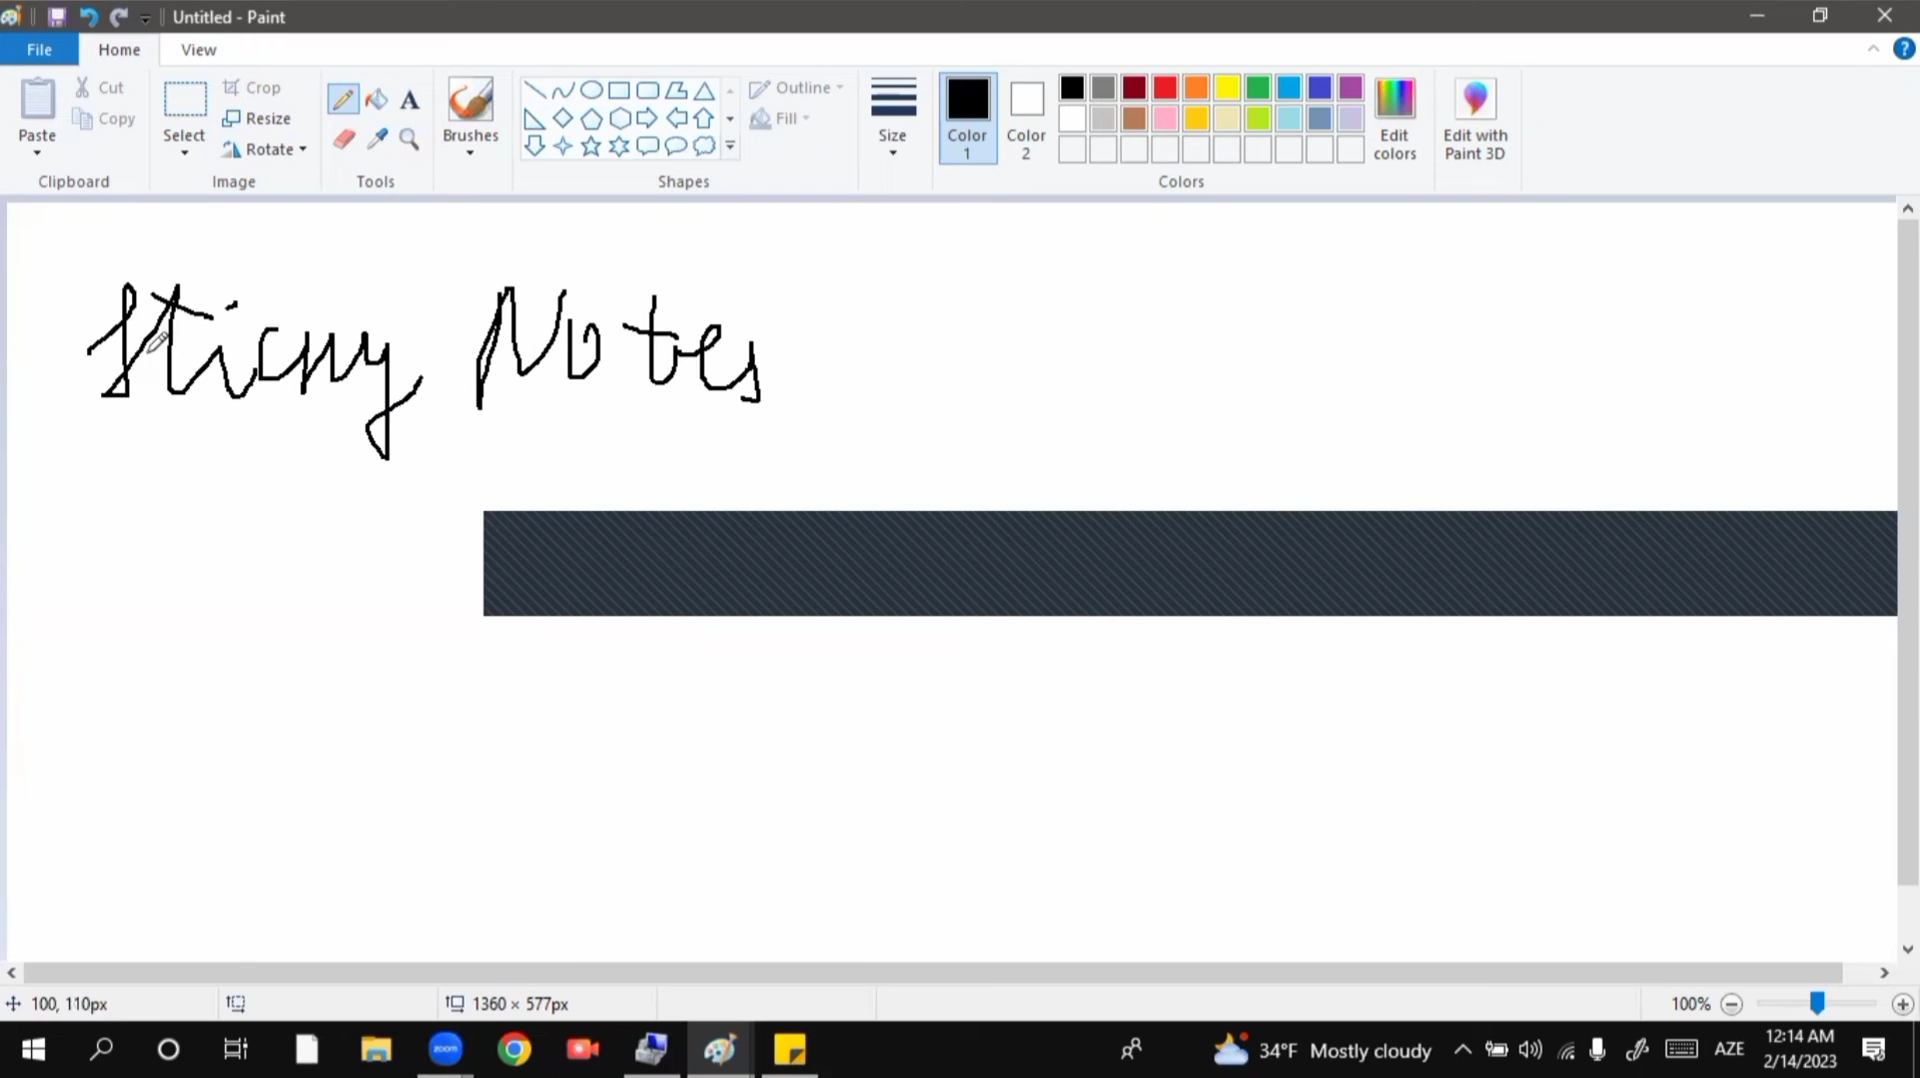 Untitled - Paint
File Home View
Paste Cut Copy Clipboard
Select Crop Resize Rotate Image
Tools
Brushes
Outline Fill Shapes
Size
Color 1 Color 2 Edit colors Colors
Edit with Paint 3D
Sticky Notes
100, 110px 1360 × 577px 100%
zoom 34°F Mostly cloudy AZE 12:14 AM
2/14/2023